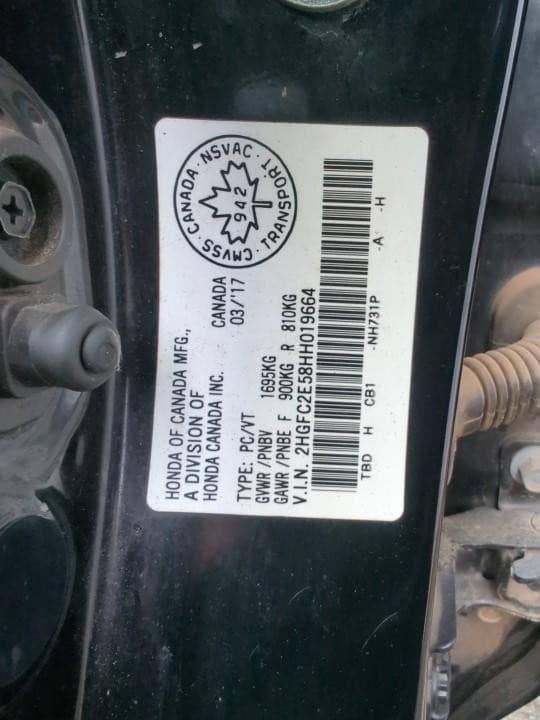 HONDA OF CANADA MFG.,
A DIVISION OF
HONDA CANADA INC.
CANADA
03/'17
CMVSS · CANADA · NSVAC · TRANSPORT ·
942
TYPE: PC/VT
GVWR /PNBV 1695KG
GAWR /PNBE F 900KG R 810KG
V.I.N. 2HGFC2E58HH019664
TBD H CB1 -NH731P -A -H